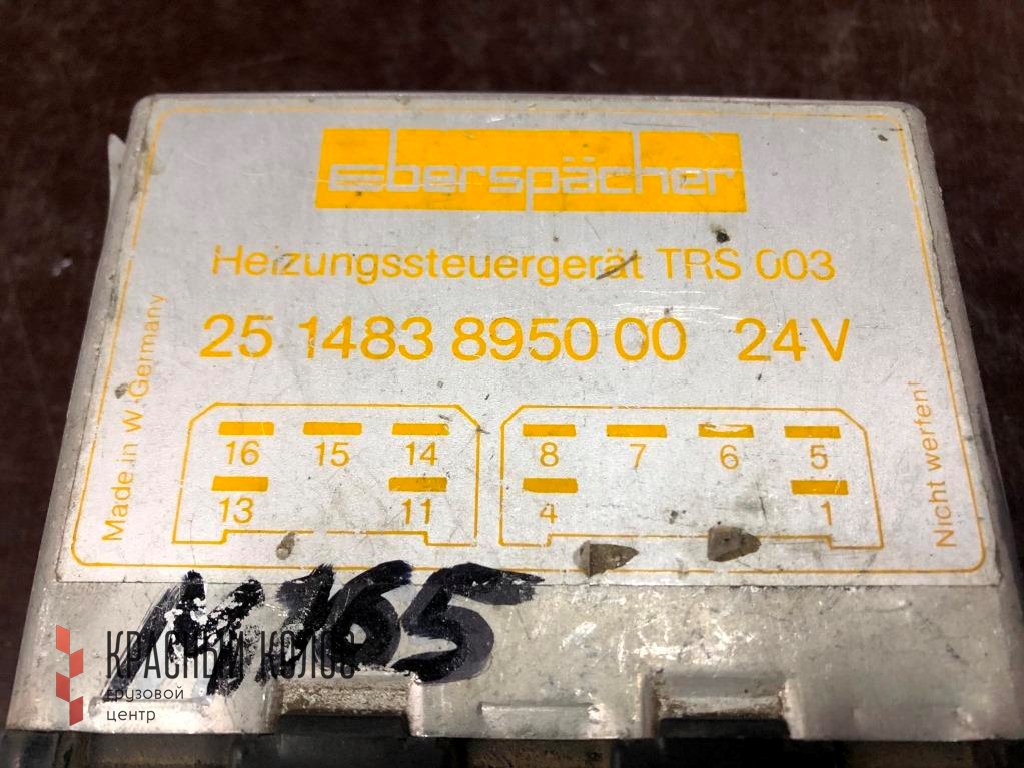 Eberspächer
Heizungssteuergerät TRS 003
25 1483 8950 00 24V
Made in W. Germany
16 15 14
13 11
8 7 6 5
4 1
Nicht werfen!
165
КРАСНЫЙ КОЛОС
грузовой
центр